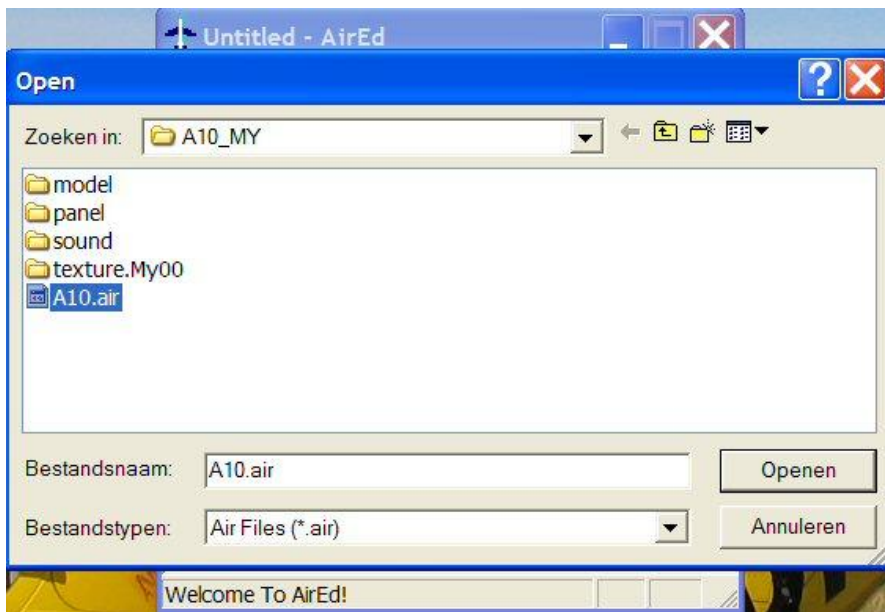 Untitled - AirEd
Open
Zoeken in: A10_MY
model
panel
sound
texture.My00
A10.air
Bestandsnaam: A10.air
Openen
Bestandstypen: Air Files (*.air)
Annuleren
Welcome To AirEd!